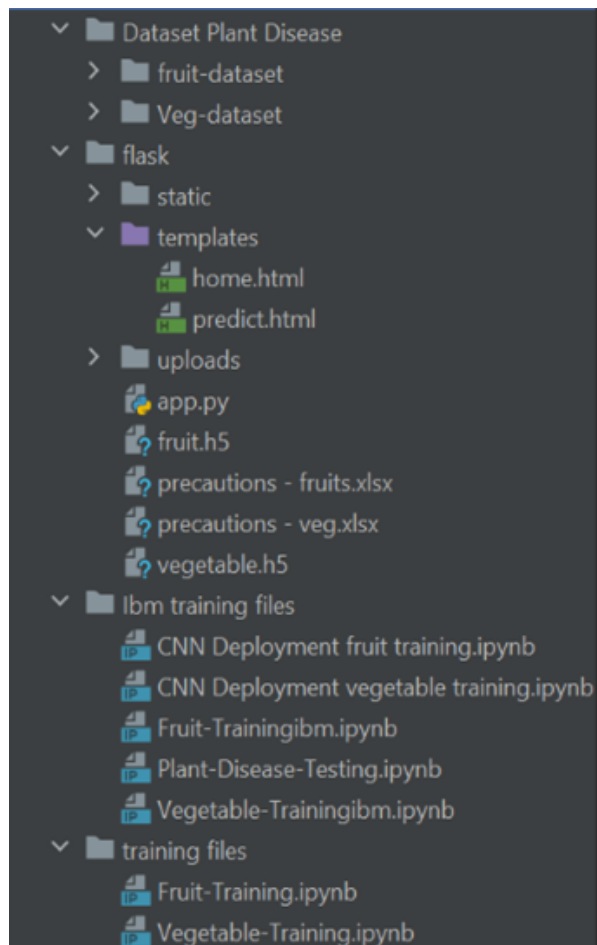 Dataset Plant Disease
fruit-dataset
Veg-dataset
flask
static
templates
home.html
predict.html
uploads
app.py
fruit.h5
precautions - fruits.xlsx
precautions - veg.xlsx
vegetable.h5
Ibm training files
CNN Deployment fruit training.ipynb
CNN Deployment vegetable training.ipynb
Fruit-Trainingibm.ipynb
Plant-Disease-Testing.ipynb
Vegetable-Trainingibm.ipynb
training files
Fruit-Training.ipynb
Vegetable-Training.ipynb